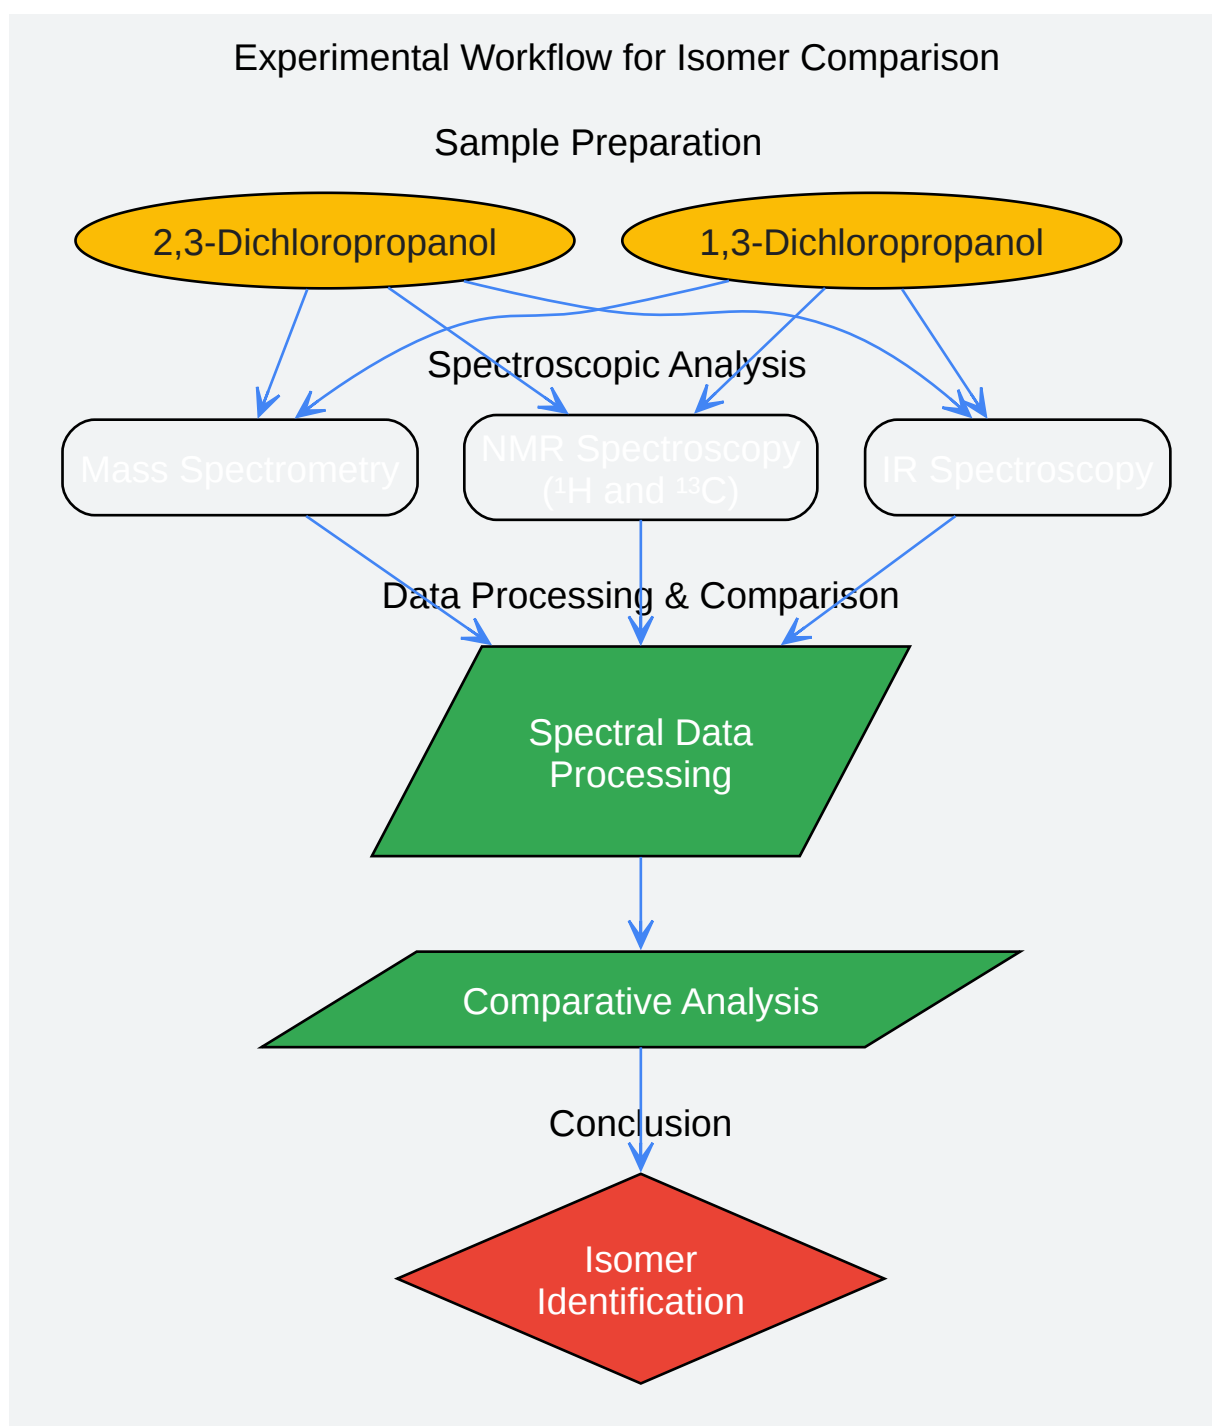 Experimental Workflow for Isomer Comparison
Sample Preparation
2,3-Dichloropropanol
1,3-Dichloropropanol
Spectroscopic Analysis
Mass Spectrometry
NMR Spectroscopy
(¹H and ¹³C)
IR Spectroscopy
Data Processing & Comparison
Spectral Data
Processing
Comparative Analysis
Conclusion
Isomer
Identification